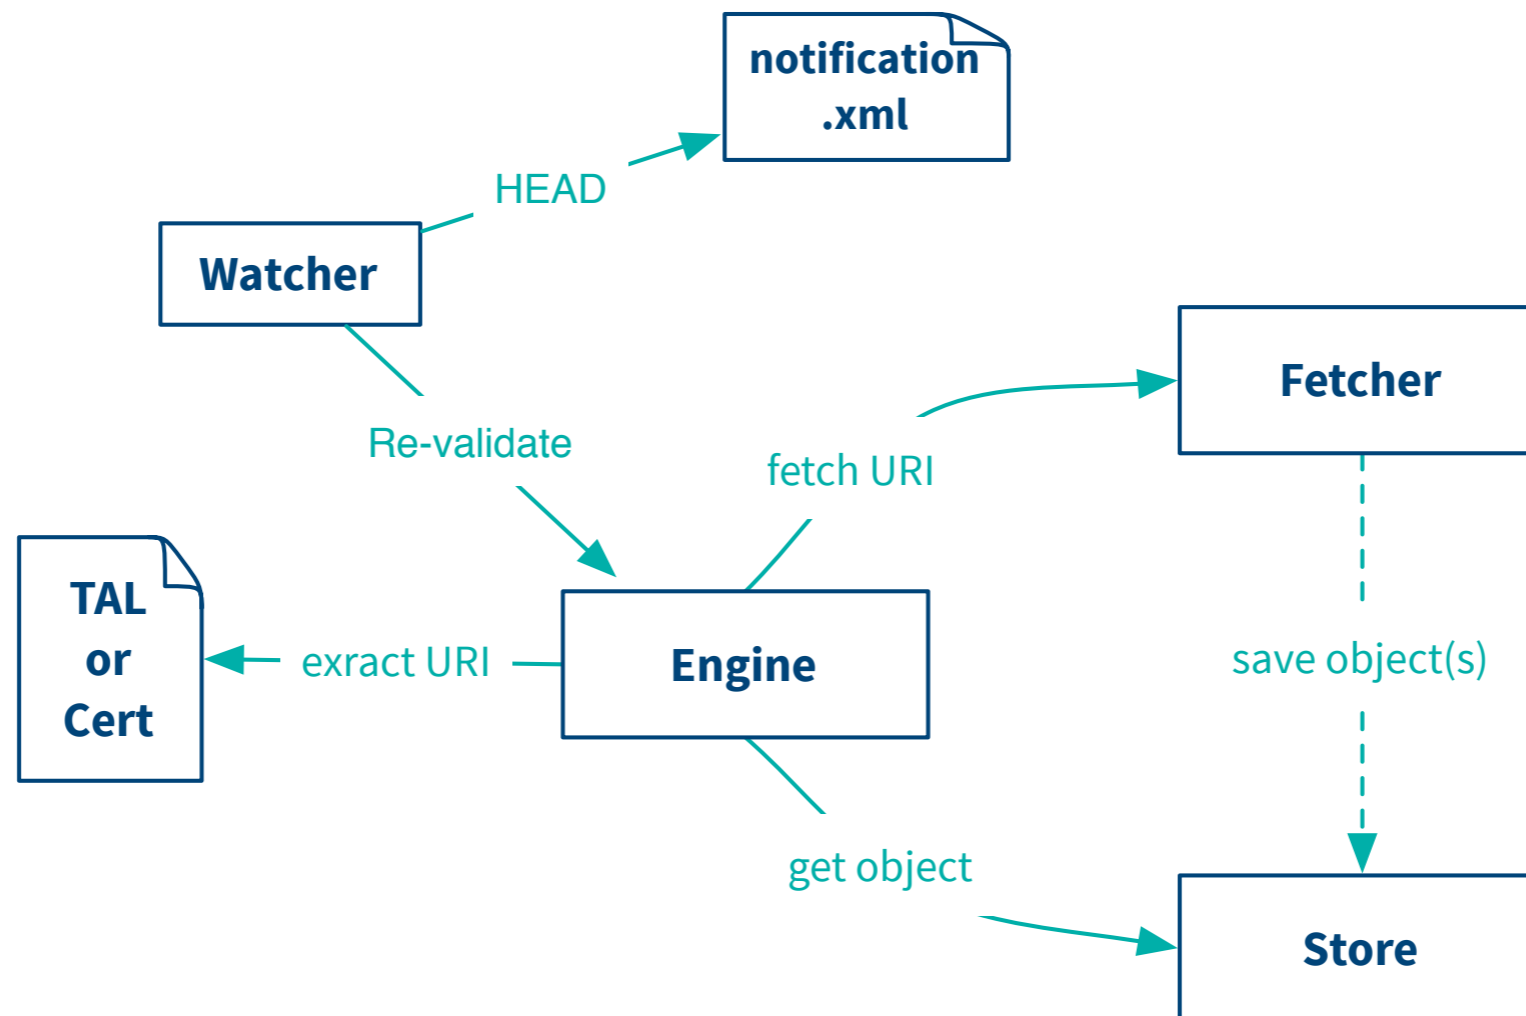 notification
.xml
HEAD
Watcher
Fetcher
Re-validate
fetch URI
TAL
or
Cert
exract URI
Engine
save object(s)
get object
Store